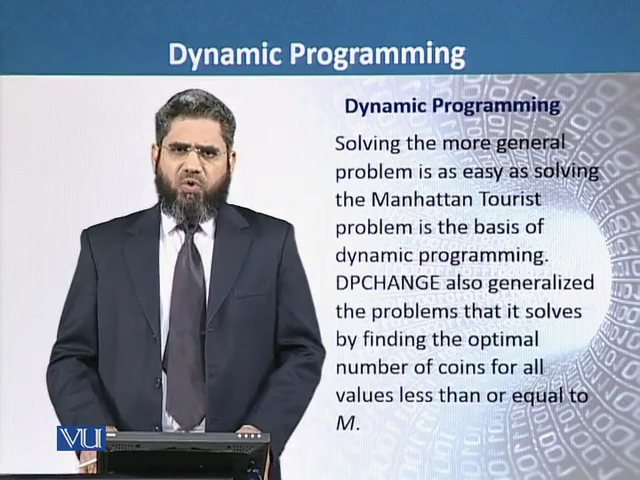 Dynamic Programming
Dynamic Programming
Solving the more general
problem is as easy as solving
the Manhattan Tourist
problem is the basis of
dynamic programming.
DPCHANGE also generalized
the problems that it solves
by finding the optimal
number of coins for all
values less than or equal to
M.
VU